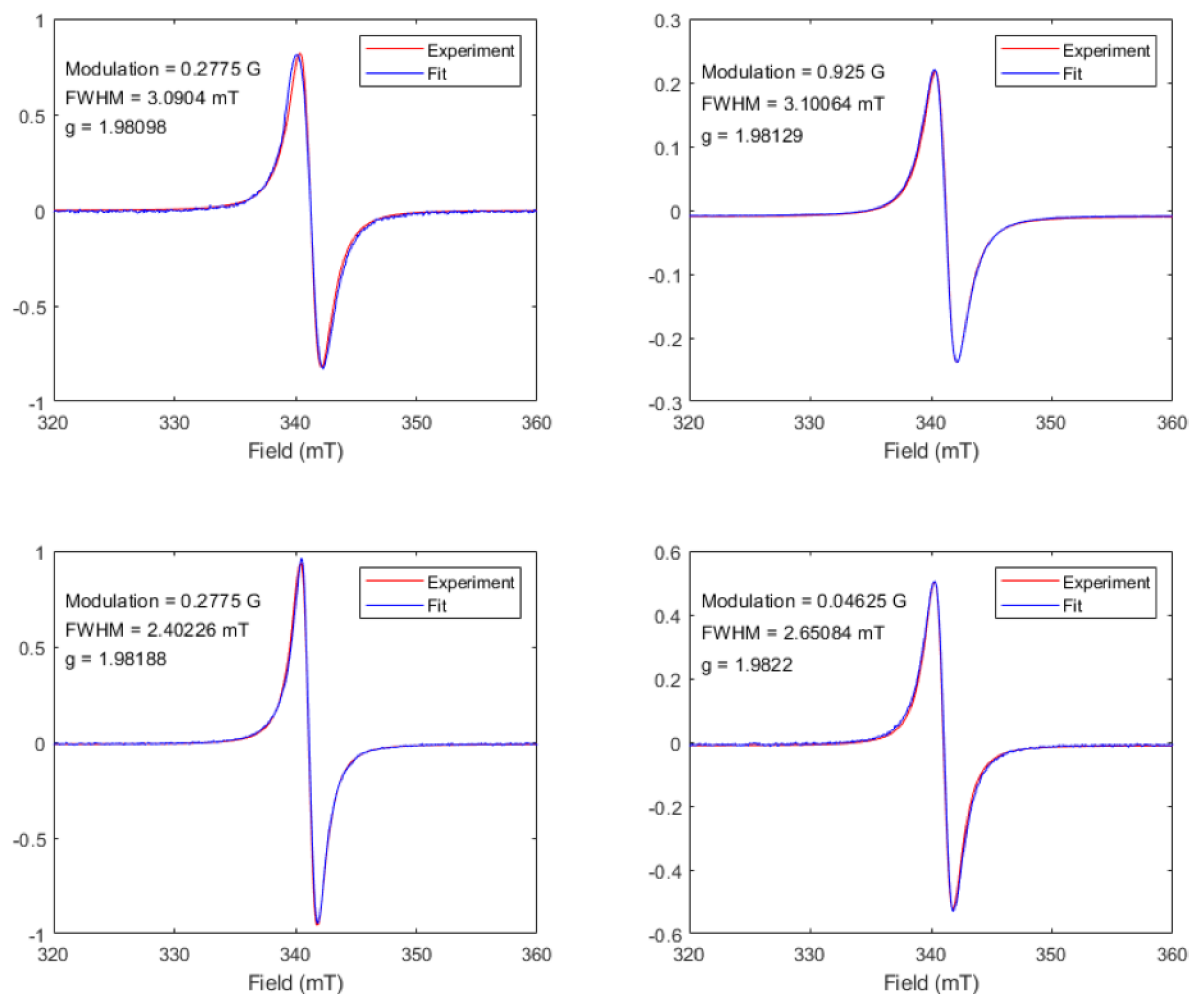 1
0.5
0
-0.5
-1
Modulation = 0.2775 G
FWHM = 3.0904 mT
g = 1.98098
Experiment
Fit
320
330
340
350
360
Field (mT)
0.3
0.2
0.1
0
-0.1
-0.2
-0.3
Modulation = 0.925 G
FWHM = 3.10064 mT
g = 1.98129
Experiment
Fit
320
330
340
350
360
Field (mT)
1
0.5
0
-0.5
-1
Modulation = 0.2775 G
FWHM = 2.40226 mT
g = 1.98188
Experiment
Fit
320
330
340
350
360
Field (mT)
0.6
0.4
0.2
0
-0.2
-0.4
-0.6
Modulation = 0.04625 G
FWHM = 2.65084 mT
g = 1.9822
Experiment
Fit
320
330
340
350
360
Field (mT)